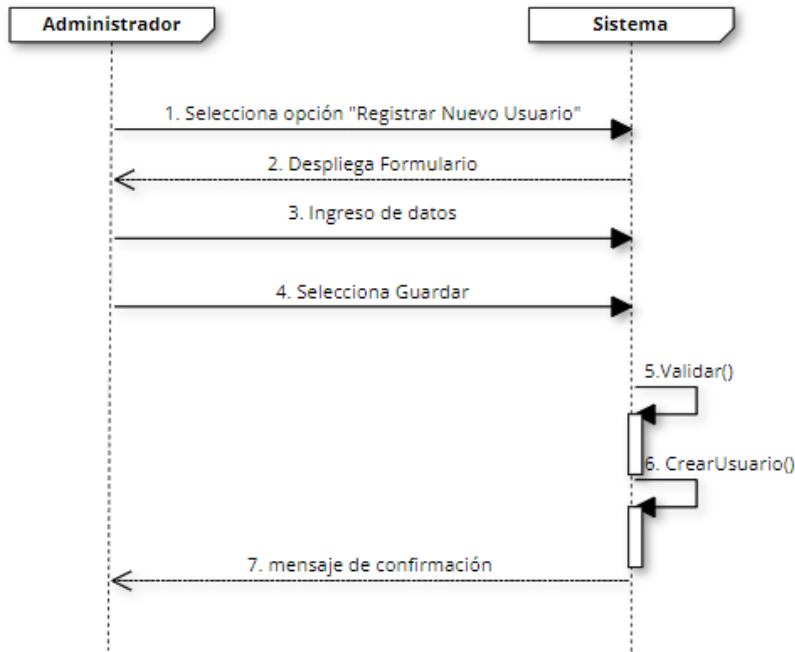 Administrador
Sistema
1. Selecciona opción "Registrar Nuevo Usuario"
2. Despliega Formulario
3. Ingreso de datos
4. Selecciona Guardar
5.Validar()
6. CrearUsuario()
7. mensaje de confirmación